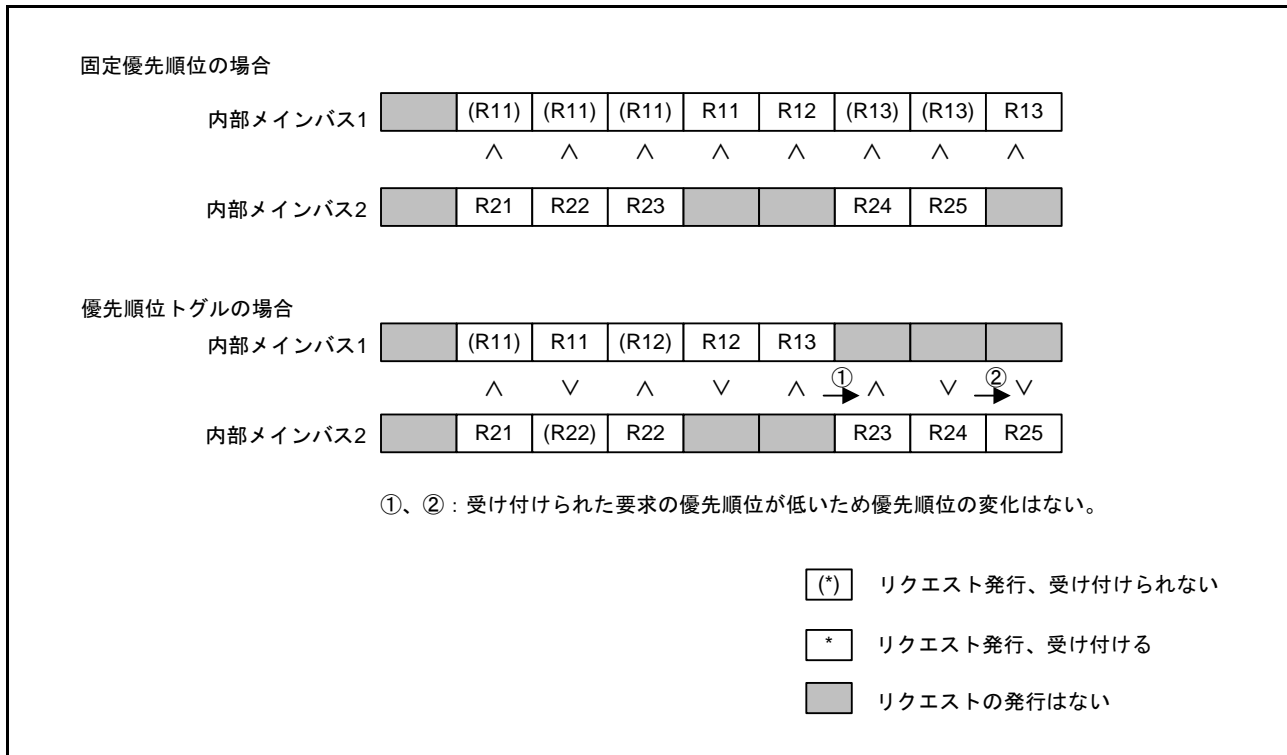 固定優先順位の場合
内部メインバス1 (R11) (R11) (R11) R11 R12 (R13) (R13) R13
∧ ∧ ∧ ∧ ∧ ∧ ∧ ∧
内部メインバス2 R21 R22 R23 R24 R25
優先順位トグルの場合
内部メインバス1 (R11) R11 (R12) R12 R13
∧ ∨ ∧ ∨ ∧ ① ∧ ∨ ② ∨
内部メインバス2 R21 (R22) R22 R23 R24 R25
①、②：受け付けられた要求の優先順位が低いため優先順位の変化はない。
(*) リクエスト発行、受け付けられない
* リクエスト発行、受け付ける
リクエストの発行はない